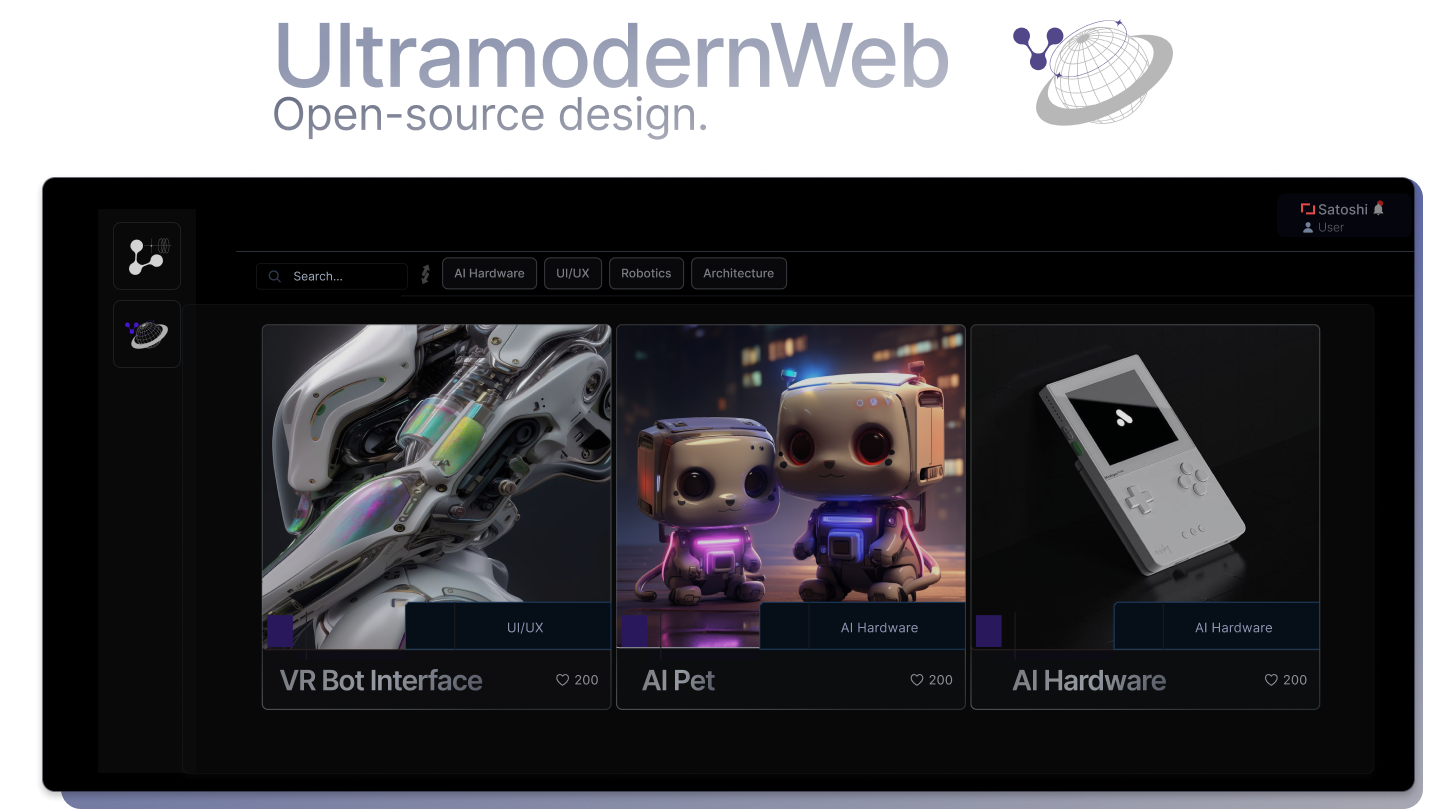 UltramodernWeb
Open-source design.
Satoshi
User
Search...
AI Hardware
UI/UX
Robotics
Architecture
UI/UX
VR Bot Interface
200
AI Hardware
AI Pet
200
AI Hardware
AI Hardware
200